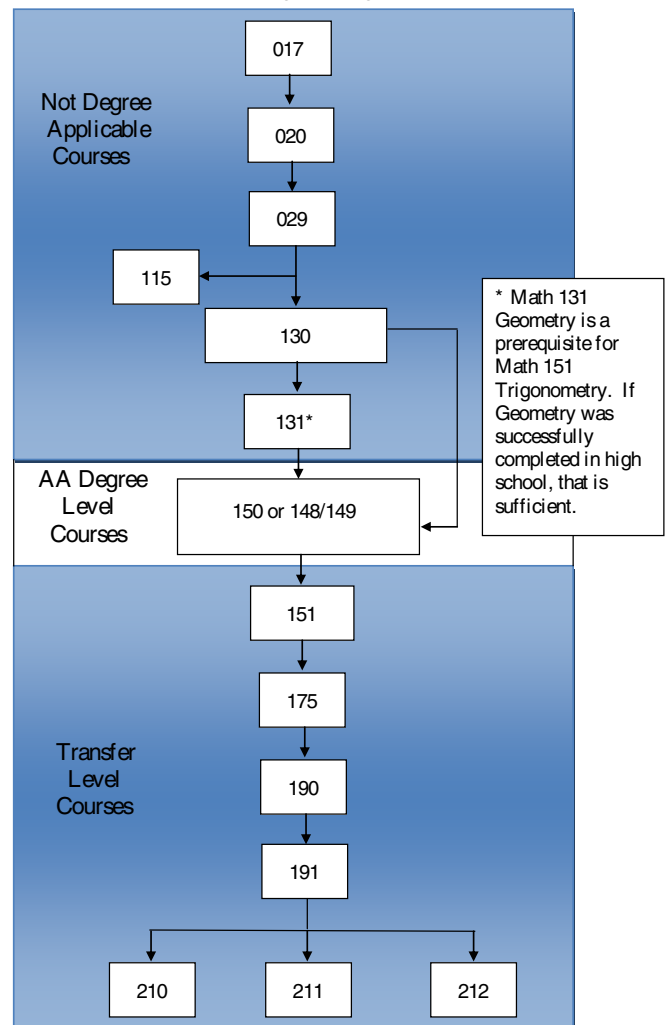 017
Not Degree
Applicable
Courses
020
029
115
130
131*
* Math 131
Geometry is a
prerequisite for
Math 151
Trigonometry. If
Geometry was
successfully
completed in high
school, that is
sufficient.
AA Degree
Level
Courses
150 or 148/149
151
175
Transfer
Level
Courses
190
191
210
211
212